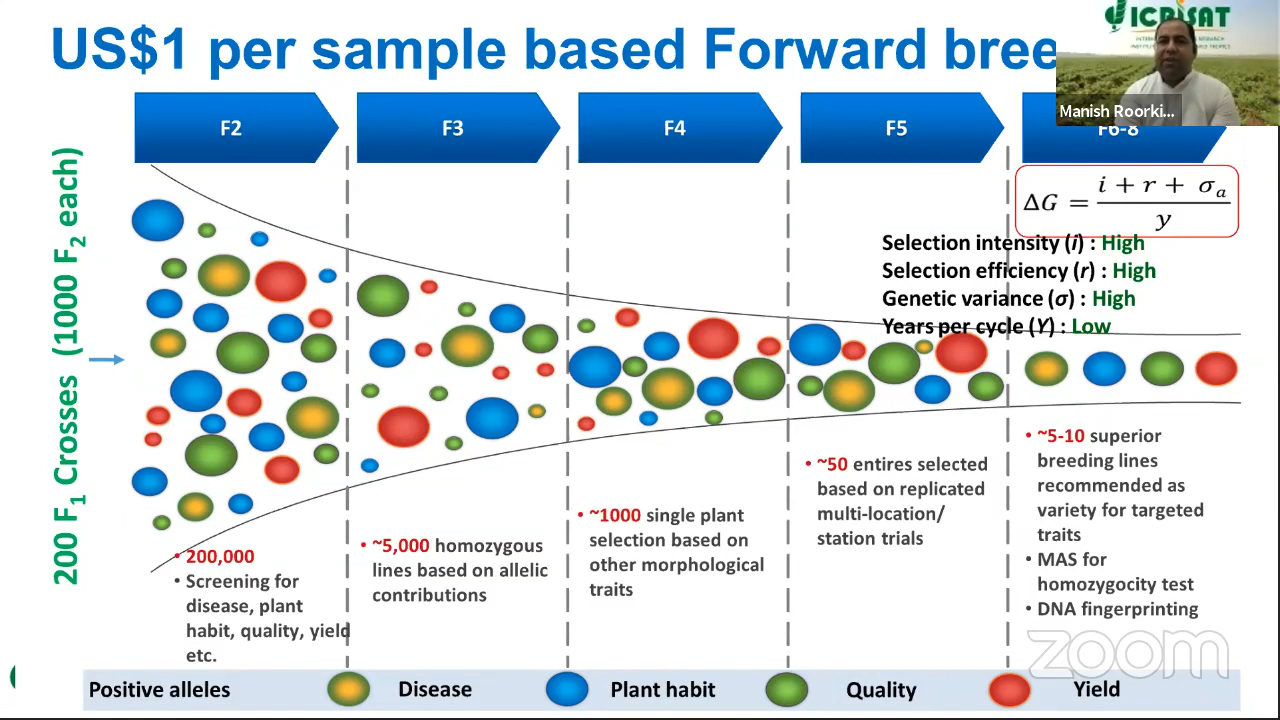 US$1 per sample based Forward bree
ICRISAT
Manish Roorki...
F2
F3
F4
F5
F6-8
200 F1 Crosses (1000 F2 each)
ΔG = (i + r + σa) / y
Selection intensity (i) : High
Selection efficiency (r) : High
Genetic variance (σ) : High
Years per cycle (Y) : Low
• 200,000
• Screening for
disease, plant
habit, quality, yield
etc.
• ~5,000 homozygous
lines based on allelic
contributions
• ~1000 single plant
selection based on
other morphological
traits
• ~50 entires selected
based on replicated
multi-location/
station trials
• ~5-10 superior
breeding lines
recommended as
variety for targeted
traits
• MAS for
homozygocity test
• DNA fingerprinting
zoom
Positive alleles
Disease
Plant habit
Quality
Yield